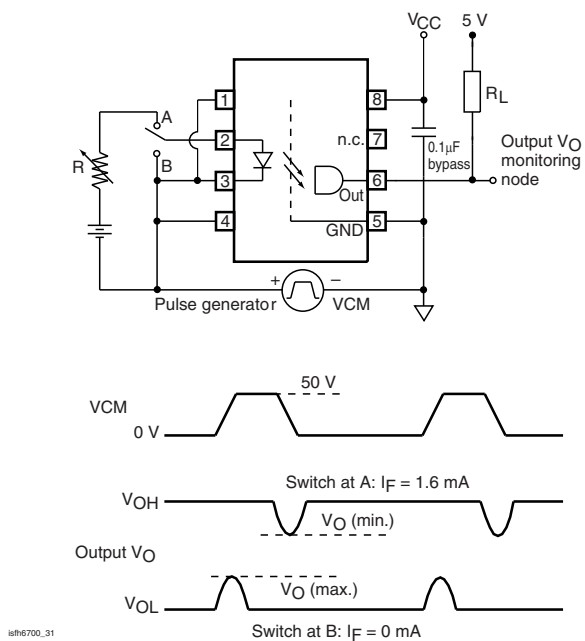 VCC
5 V
A
B
R
1
2
3
4
8
n.c. 7
6
5
Out
GND
RL
0.1µF
bypass
Output VO
monitoring
node
+
–
Pulse generator
VCM
VCM
50 V
0 V
Switch at A: IF = 1.6 mA
VOH
VO (min.)
Output VO
VO (max.)
VOL
Switch at B: IF = 0 mA
isfh6700_31